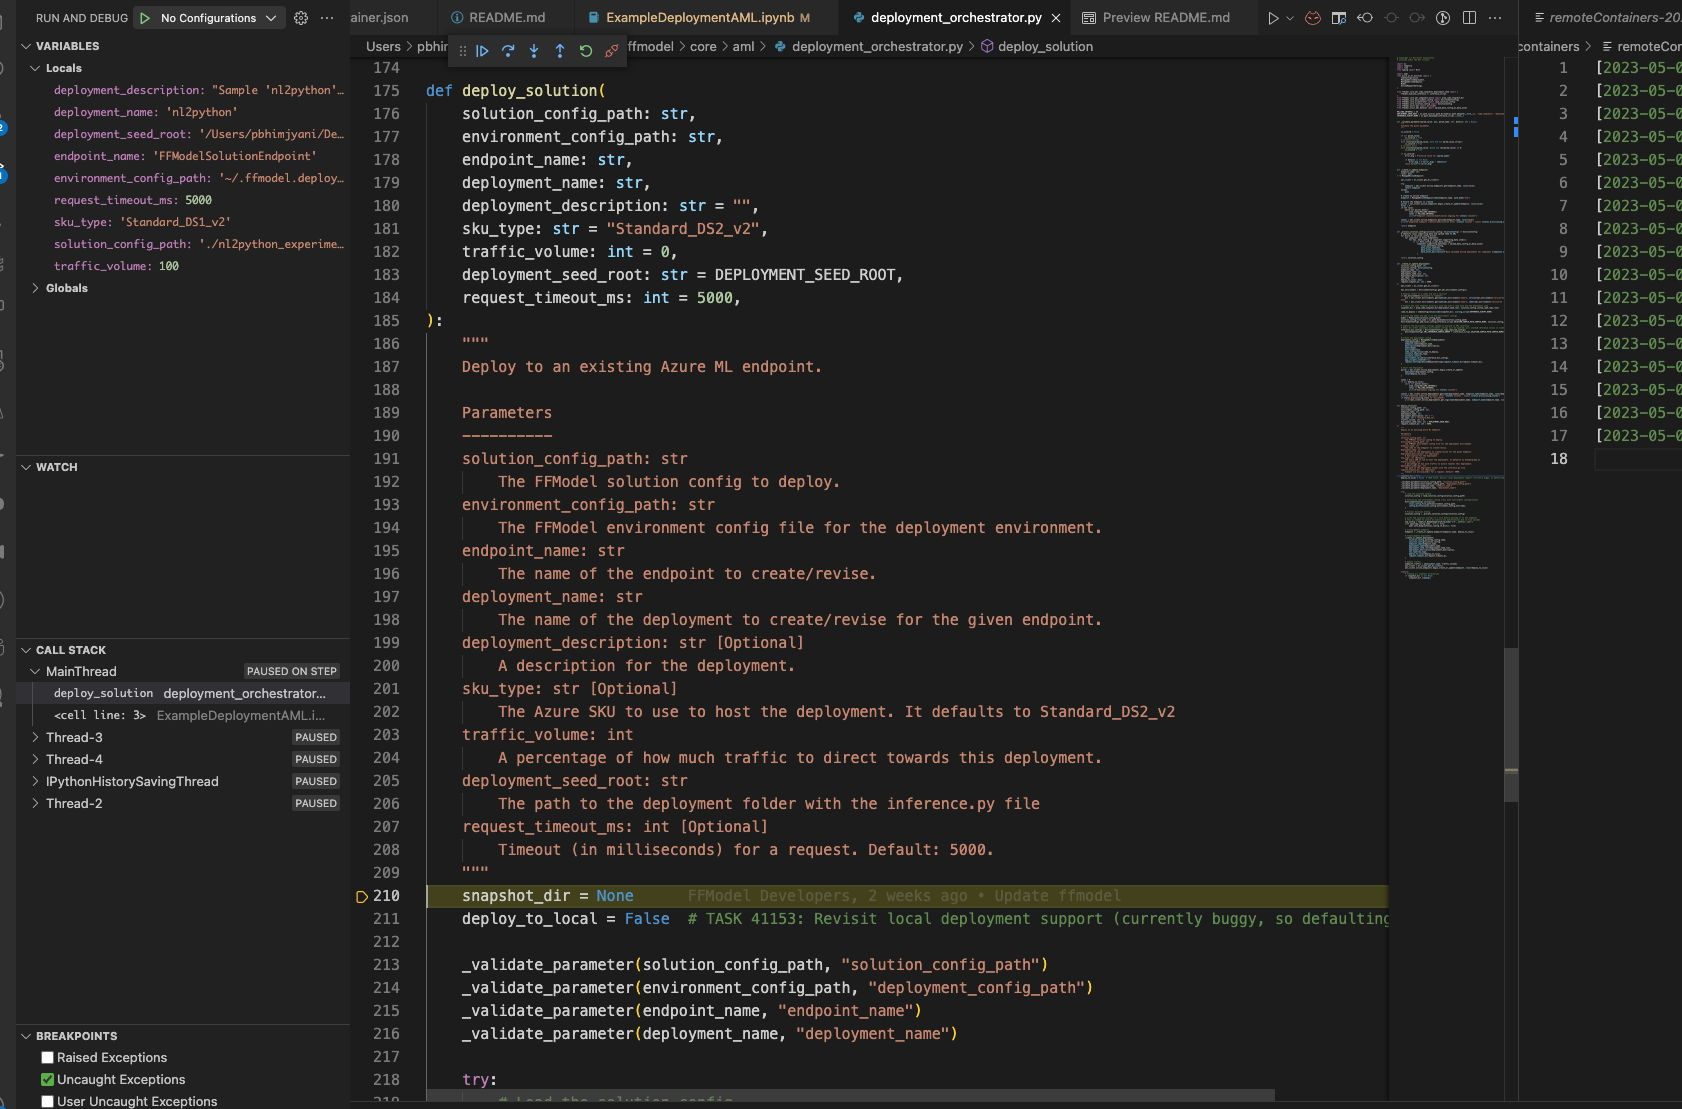 RUN AND DEBUG No Configurations
ainer.json
README.md
ExampleDeploymentAML.ipynb M
deployment_orchestrator.py
Preview README.md
remoteContainers-20
Users > pbhim
ffmodel > core > aml > deployment_orchestrator.py > deploy_solution
containers > remoteCon
VARIABLES
Locals
deployment_description: "Sample 'nl2python'...
deployment_name: 'nl2python'
deployment_seed_root: '/Users/pbhimjyani/De...
endpoint_name: 'FFModelSolutionEndpoint'
environment_config_path: '~/.ffmodel.deploy...
request_timeout_ms: 5000
sku_type: 'Standard_DS1_v2'
solution_config_path: './nl2python_experime...
traffic_volume: 100
Globals
WATCH
CALL STACK
MainThread PAUSED ON STEP
deploy_solution deployment_orchestrator...
<cell line: 3> ExampleDeploymentAML.i...
Thread-3 PAUSED
Thread-4 PAUSED
IPythonHistorySavingThread PAUSED
Thread-2 PAUSED
BREAKPOINTS
Raised Exceptions
Uncaught Exceptions
User Uncaught Exceptions
174
175 def deploy_solution(
176 solution_config_path: str,
177 environment_config_path: str,
178 endpoint_name: str,
179 deployment_name: str,
180 deployment_description: str = "",
181 sku_type: str = "Standard_DS2_v2",
182 traffic_volume: int = 0,
183 deployment_seed_root: str = DEPLOYMENT_SEED_ROOT,
184 request_timeout_ms: int = 5000,
185 ):
186 """
187 Deploy to an existing Azure ML endpoint.
188
189 Parameters
190 ----------
191 solution_config_path: str
192 The FFModel solution config to deploy.
193 environment_config_path: str
194 The FFModel environment config file for the deployment environment.
195 endpoint_name: str
196 The name of the endpoint to create/revise.
197 deployment_name: str
198 The name of the deployment to create/revise for the given endpoint.
199 deployment_description: str [Optional]
200 A description for the deployment.
201 sku_type: str [Optional]
202 The Azure SKU to use to host the deployment. It defaults to Standard_DS2_v2
203 traffic_volume: int
204 A percentage of how much traffic to direct towards this deployment.
205 deployment_seed_root: str
206 The path to the deployment folder with the inference.py file
207 request_timeout_ms: int [Optional]
208 Timeout (in milliseconds) for a request. Default: 5000.
209 """
210 snapshot_dir = None FFModel Developers, 2 weeks ago • Update ffmodel
211 deploy_to_local = False # TASK 41153: Revisit local deployment support (currently buggy, so defaulting
212
213 _validate_parameter(solution_config_path, "solution_config_path")
214 _validate_parameter(environment_config_path, "deployment_config_path")
215 _validate_parameter(endpoint_name, "endpoint_name")
216 _validate_parameter(deployment_name, "deployment_name")
217
218 try:
219 # Load the solution config
1 [2023-05-0
2 [2023-05-0
3 [2023-05-0
4 [2023-05-0
5 [2023-05-0
6 [2023-05-0
7 [2023-05-0
8 [2023-05-0
9 [2023-05-0
10 [2023-05-0
11 [2023-05-0
12 [2023-05-0
13 [2023-05-0
14 [2023-05-0
15 [2023-05-0
16 [2023-05-0
17 [2023-05-0
18